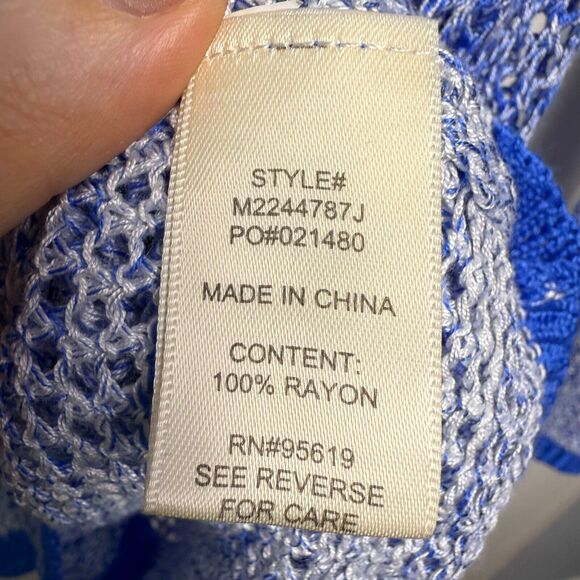 STYLE#
M2244787J
PO#021480
MADE IN CHINA
CONTENT:
100% RAYON
RN#95619
SEE REVERSE
FOR CARE